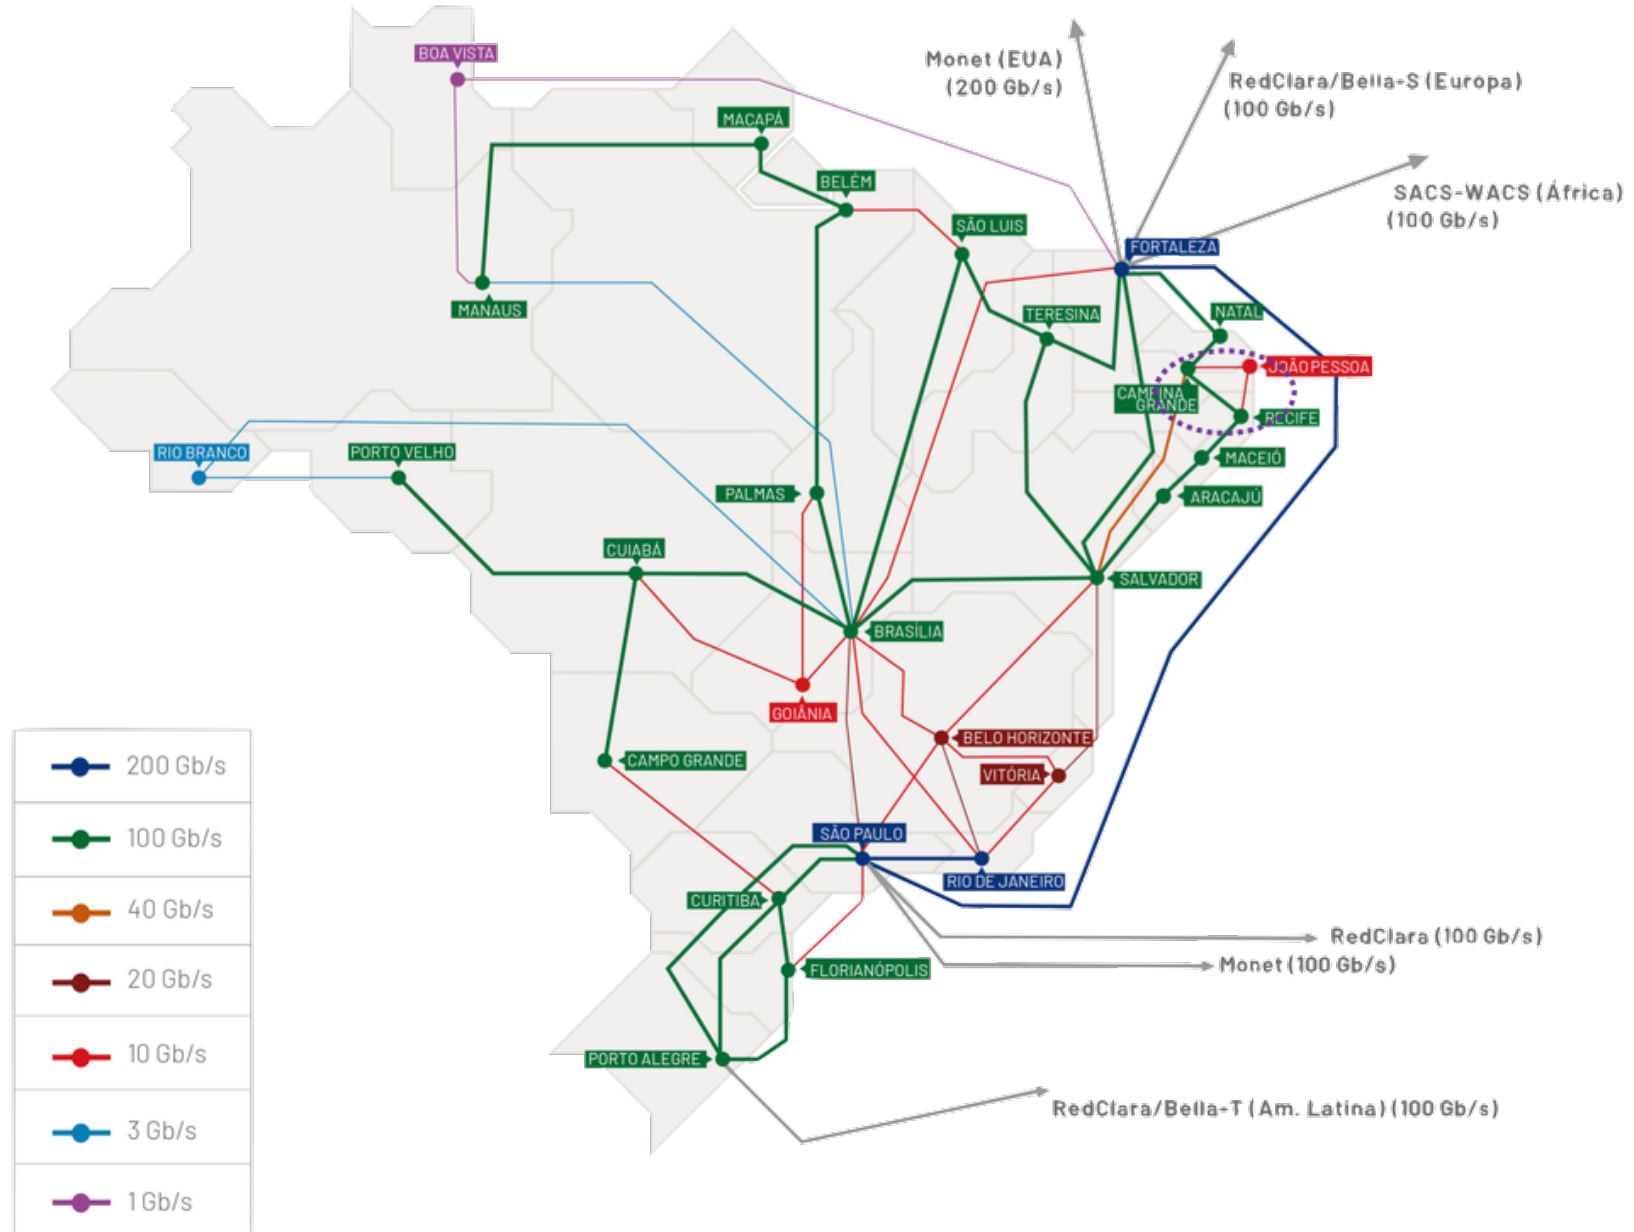 BOA VISTA
Monet (EUA)
(200 Gb/s)
RedClara/Bella-S (Europa)
(100 Gb/s)
MACAPÁ
BELÉM
SACS-WACS (África)
(100 Gb/s)
SÃO LUIS
FORTALEZA
MANAUS
TERESINA
NATAL
JOÃO PESSOA
CAMPINA
GRANDE
RECIFE
RIO BRANCO
PORTO VELHO
MACEIÓ
PALMAS
ARACAJÚ
CUIABÁ
SALVADOR
BRASÍLIA
GOIÂNIA
BELO HORIZONTE
CAMPO GRANDE
VITÓRIA
SÃO PAULO
RIO DE JANEIRO
CURITIBA
RedClara (100 Gb/s)
Monet (100 Gb/s)
FLORIANÓPOLIS
PORTO ALEGRE
RedClara/Bella-T (Am. Latina) (100 Gb/s)
200 Gb/s
100 Gb/s
40 Gb/s
20 Gb/s
10 Gb/s
3 Gb/s
1 Gb/s